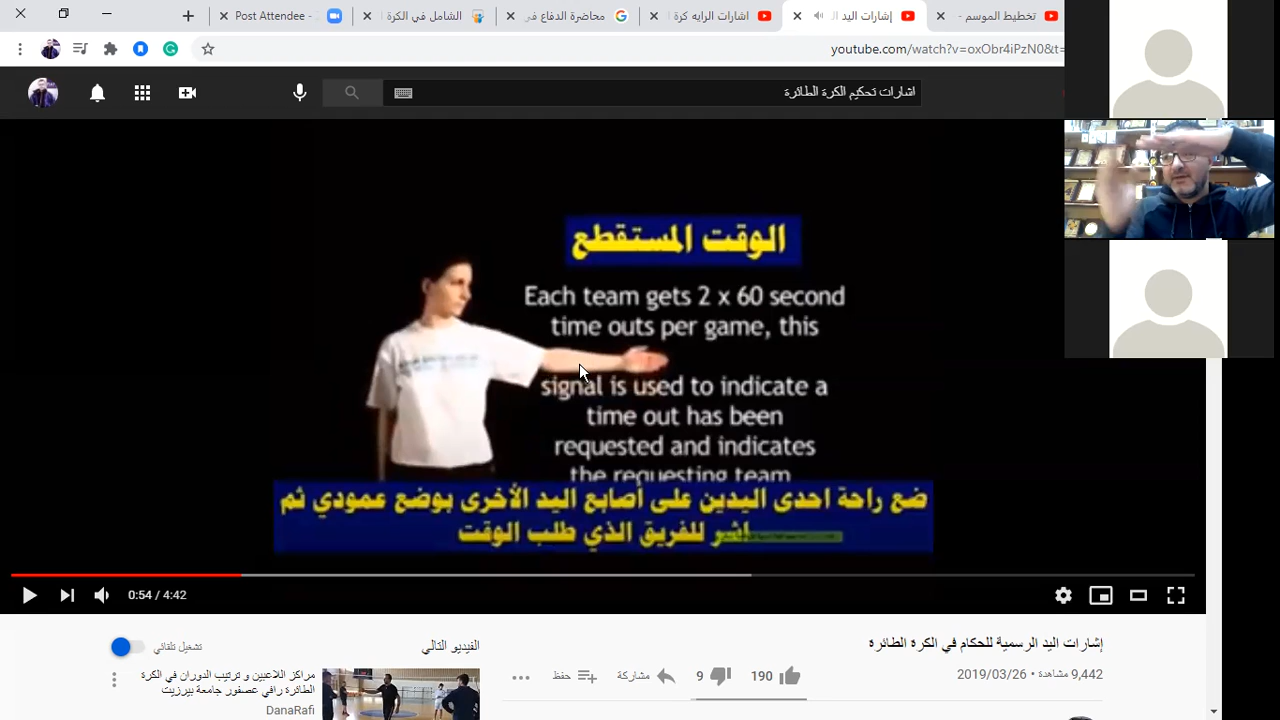 Post Attendee - Z
الشامل في الكرة ا
محاضرة الدفاع في
اشارات الرايه كرة ا
إشارات اليد ال
تخطيط الموسم -
youtube.com/watch?v=oxObr4iPzN0&t=
اشارات تحكيم الكرة الطائرة
الوقت المستقطع
Each team gets 2 x 60 second
time outs per game, this
signal is used to indicate a
time out has been
requested and indicates
the requesting team
ضع راحة احدى اليدين على أصابع اليد الأخرى بوضع عمودي ثم
اشر للفريق الذي طلب الوقت
0:54 / 4:42
إشارات اليد الرسمية للحكام في الكرة الطائرة
9,442 مشاهدة • 2019/03/26
190
9
مشاركة
حفظ
الفيديو التالي
تشغيل تلقائي
مراكز اللاعبين و ترتيب الدوران في الكرة
الطائرة رافي عصفور جامعة بيرزيت
DanaRafi